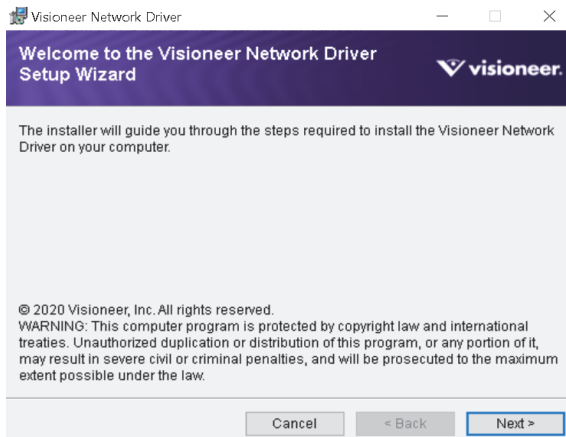 Visioneer Network Driver
Welcome to the Visioneer Network Driver
Setup Wizard
visioneer.
The installer will guide you through the steps required to install the Visioneer Network
Driver on your computer.
© 2020 Visioneer, Inc. All rights reserved.
WARNING: This computer program is protected by copyright law and international
treaties. Unauthorized duplication or distribution of this program, or any portion of it,
may result in severe civil or criminal penalties, and will be prosecuted to the maximum
extent possible under the law.
Cancel
< Back
Next >